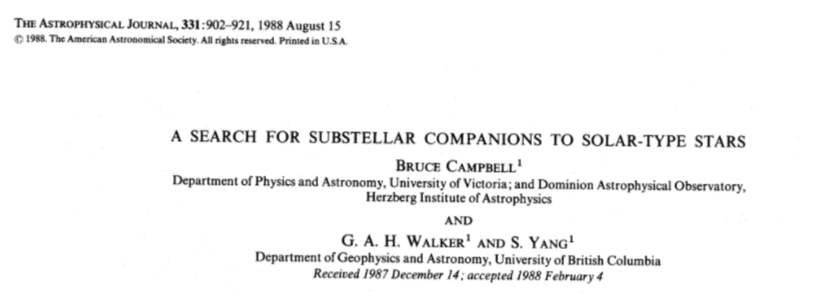 THE ASTROPHYSICAL JOURNAL, 331:902–921, 1988 August 15
© 1988. The American Astronomical Society. All rights reserved. Printed in U.S.A.
A SEARCH FOR SUBSTELLAR COMPANIONS TO SOLAR-TYPE STARS
BRUCE CAMPBELL¹
Department of Physics and Astronomy, University of Victoria; and Dominion Astrophysical Observatory,
Herzberg Institute of Astrophysics
AND
G. A. H. WALKER¹ AND S. YANG¹
Department of Geophysics and Astronomy, University of British Columbia
Received 1987 December 14; accepted 1988 February 4